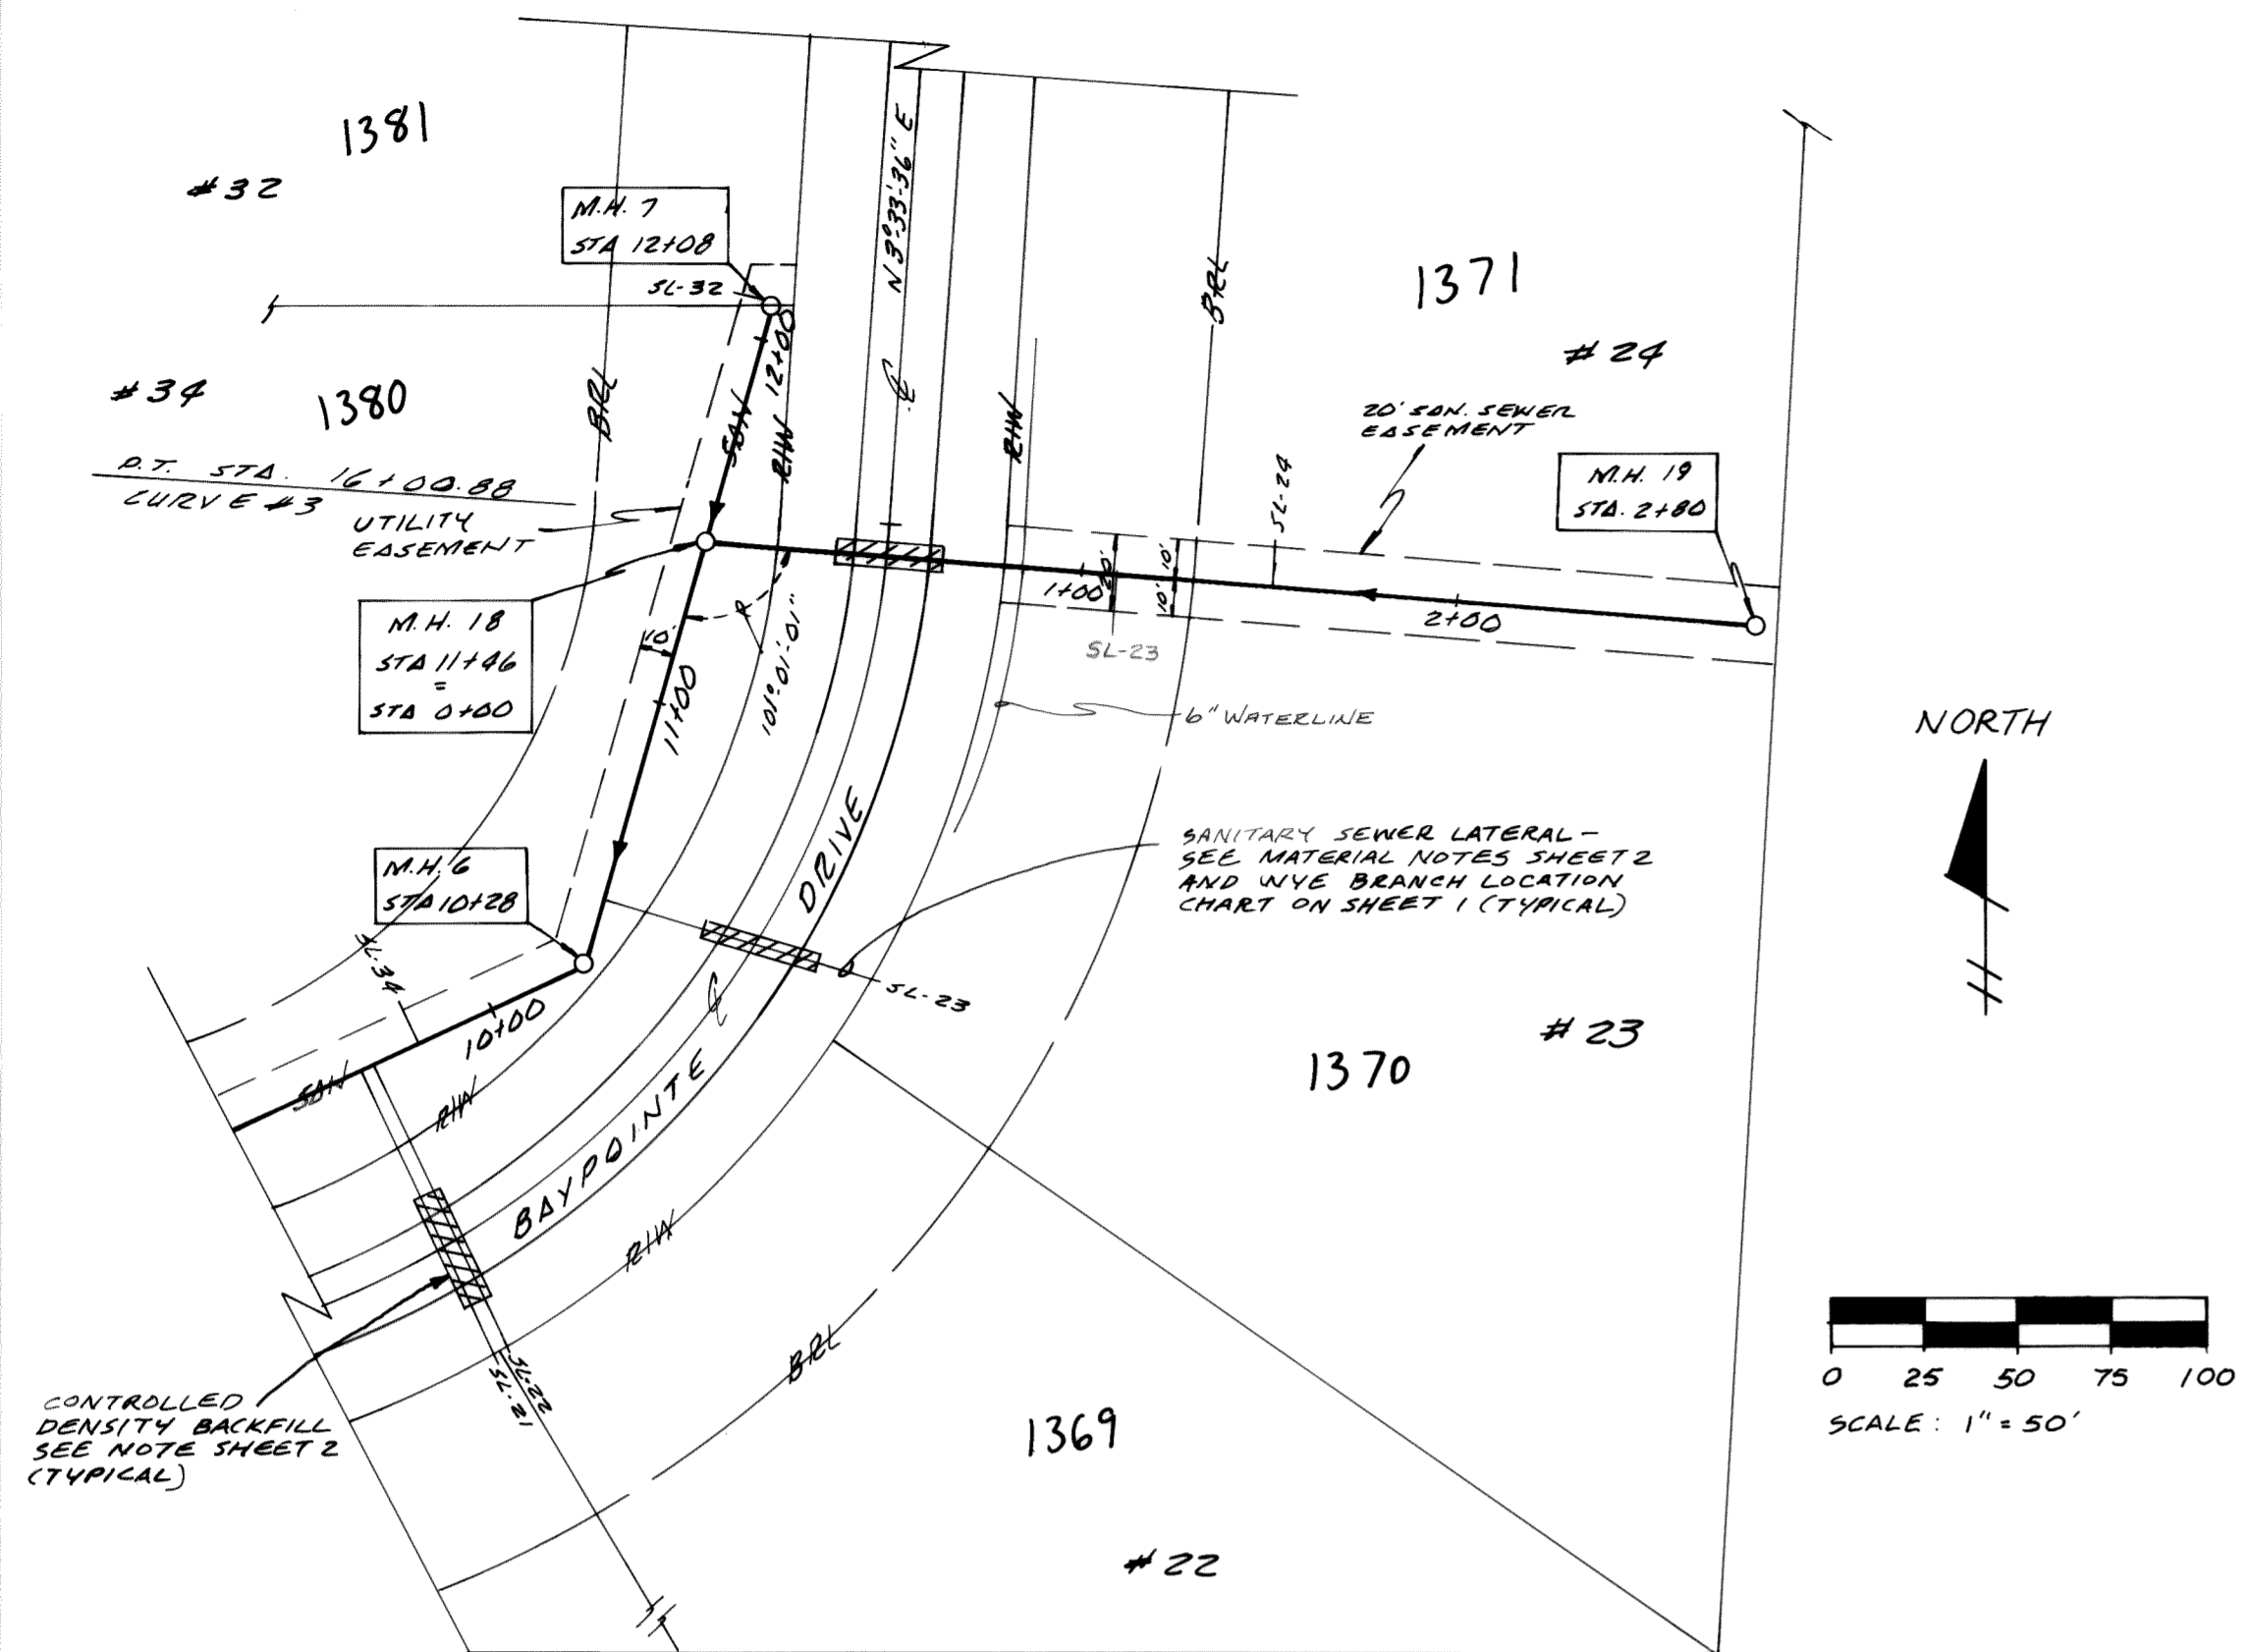 1381
#32
M.H. 7
STA 12+08
SL-32
N 3°-33'-36" E
BRL
1371
#24
#34
1380
BRL
SAN
12+00
R/W
℄
R/W
20' SAN. SEWER
EASEMENT
SL-24
M.H. 19
STA. 2+80
P.T. STA. 16+00.88
CURVE #3
UTILITY
EASEMENT
M.H. 18
STA 11+46
=
STA 0+00
10'
101°-01'-01"
11+00
1+00
20'
10'
10'
2+00
SL-23
6" WATERLINE
NORTH
M.H. 6
STA 10+28
DRIVE
SANITARY SEWER LATERAL -
SEE MATERIAL NOTES SHEET 2
AND WYE BRANCH LOCATION
CHART ON SHEET 1 (TYPICAL)
SL-34
10+00
℄
SL-23
#23
1370
SAN
R/W
BAYPOINTE
R/W
BRL
SL-22
SL-21
CONTROLLED
DENSITY BACKFILL
SEE NOTE SHEET 2
(TYPICAL)
1369
#22
0 25 50 75 100
SCALE: 1" = 50'